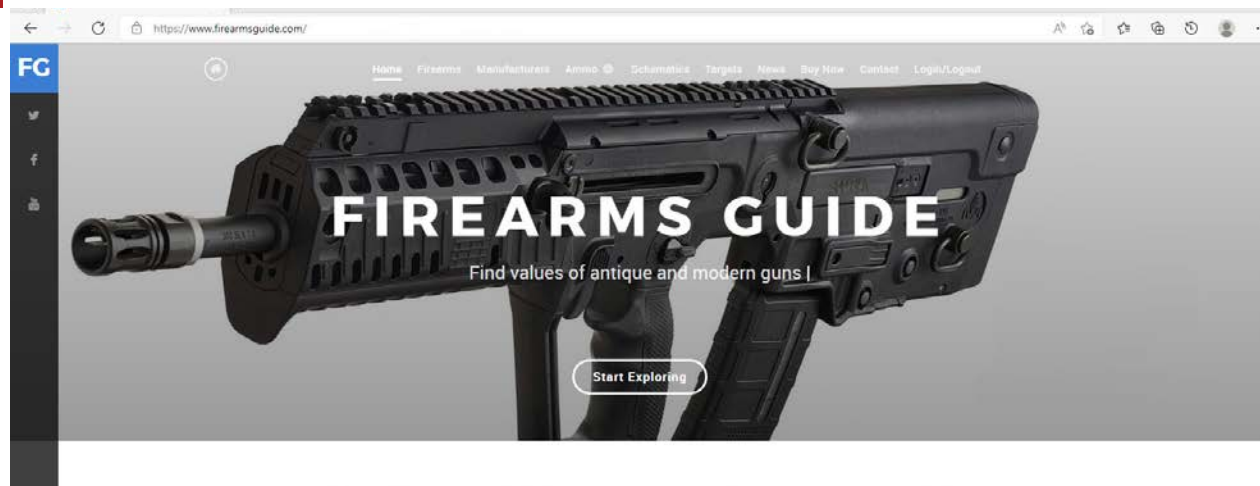 https://www.firearmsguide.com/
FG
Home Firearms Manufacturers Ammo Schematics Targets News Buy Now Contact Login/Logout
FIREARMS GUIDE
Find values of antique and modern guns |
Start Exploring